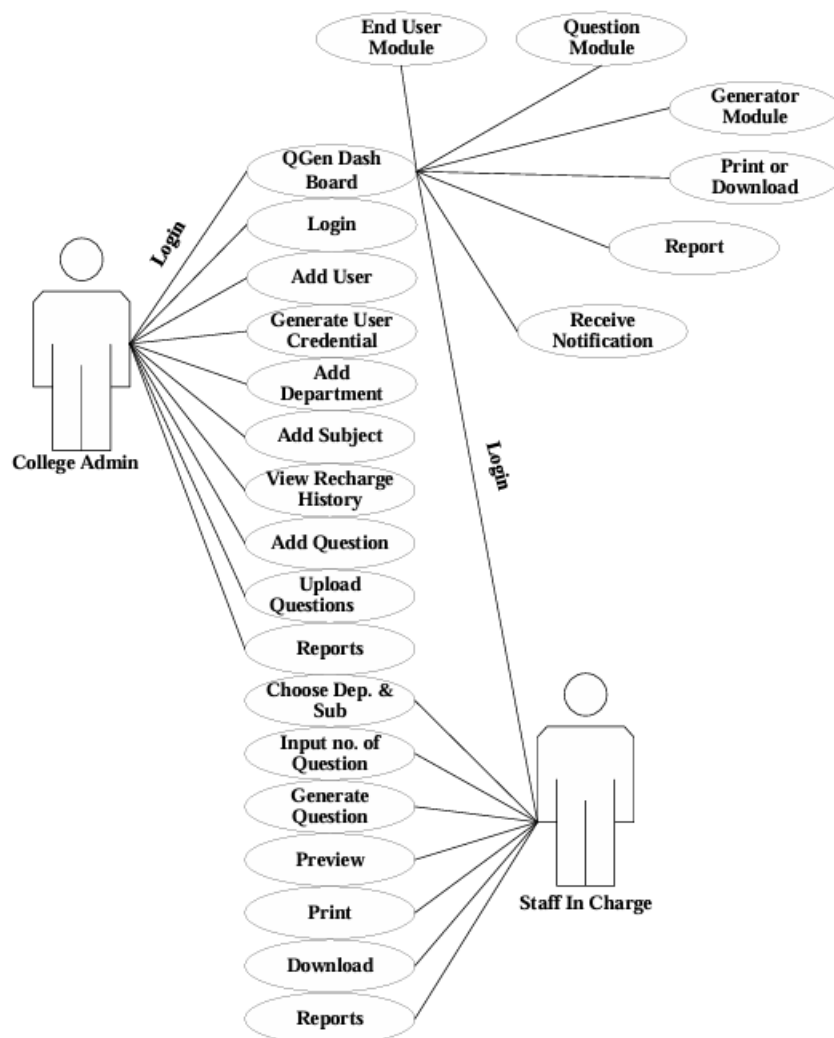 End User
Module
Question
Module
Generator
Module
QGen Dash
Board
Print or
Download
Login
Login
Report
Add User
Generate User
Credential
Receive
Notification
Add
Department
Add Subject
College Admin
Login
View Recharge
History
Add Question
Upload
Questions
Reports
Choose Dep. &
Sub
Input no. of
Question
Generate
Question
Preview
Staff In Charge
Print
Download
Reports